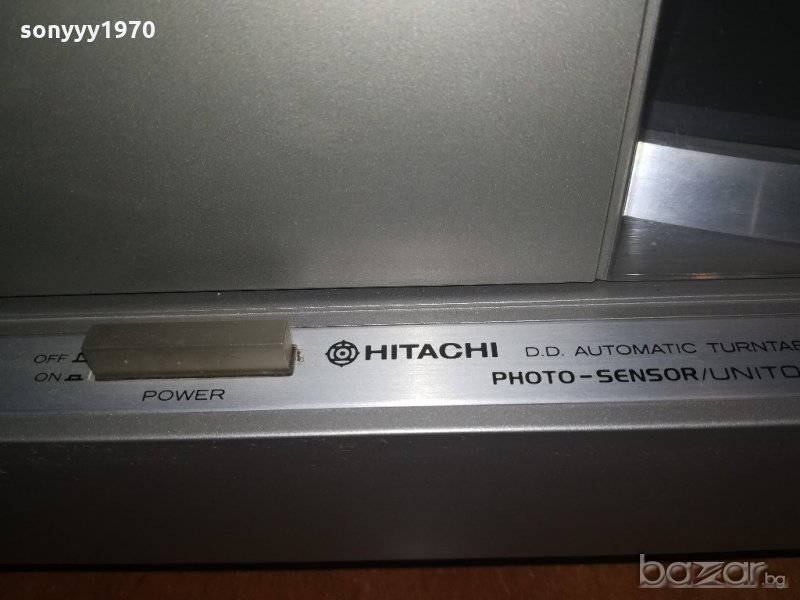 sonyyy1970
OFF
ON
POWER
HITACHI D.D. AUTOMATIC
PHOTO-SENSOR/
bazar.bg